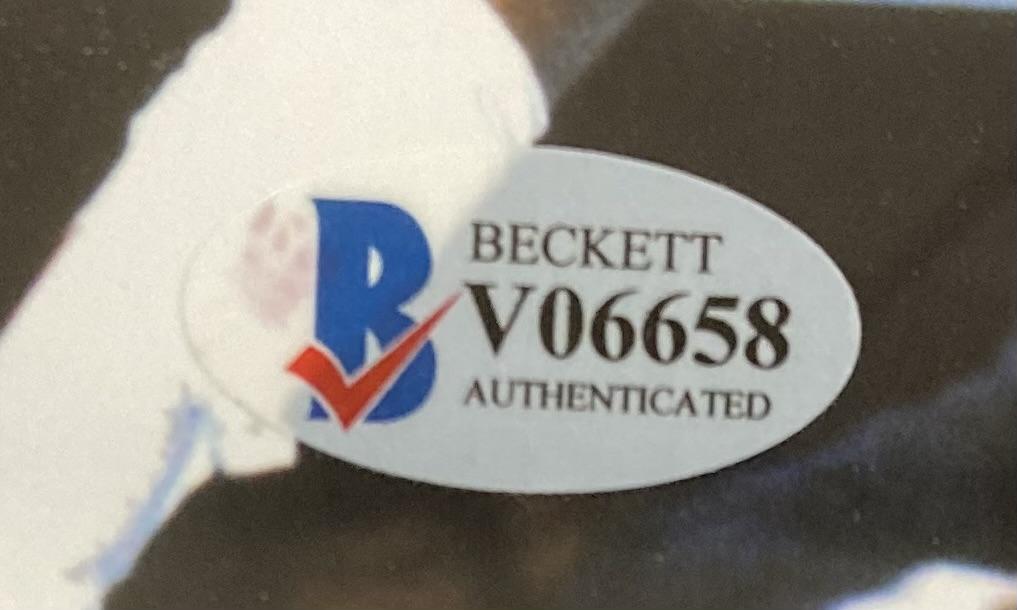 B
BECKETT
V06658
AUTHENTICATED